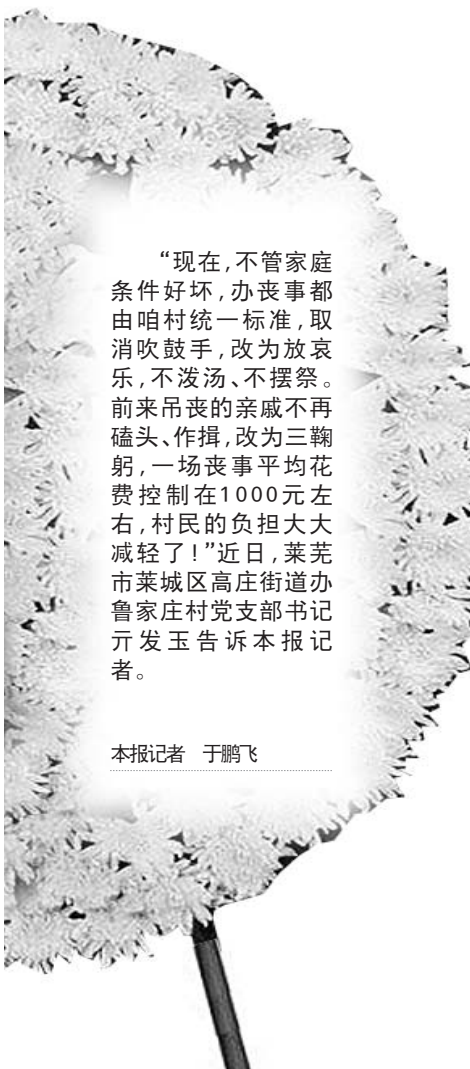 “现在，不管家庭
条件好坏，办丧事都
由咱村统一标准，取
消吹鼓手，改为放哀
乐，不泼汤、不摆祭。
前来吊丧的亲戚不再
磕头、作揖，改为三鞠
躬，一场丧事平均花
费控制在1000元左
右，村民的负担大大
减轻了！”近日，莱芜
市莱城区高庄街道办
鲁家庄村党支部书记
亓发玉告诉本报记
者。
本报记者 于鹏飞